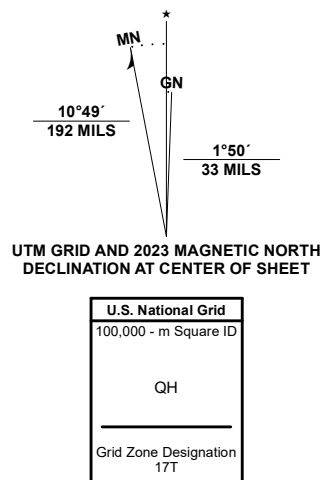 ★
MN
GN
10°49´
192 MILS
1°50´
33 MILS
UTM GRID AND 2023 MAGNETIC NORTH
DECLINATION AT CENTER OF SHEET
U.S. National Grid
100,000 - m Square ID
QH
Grid Zone Designation
17T